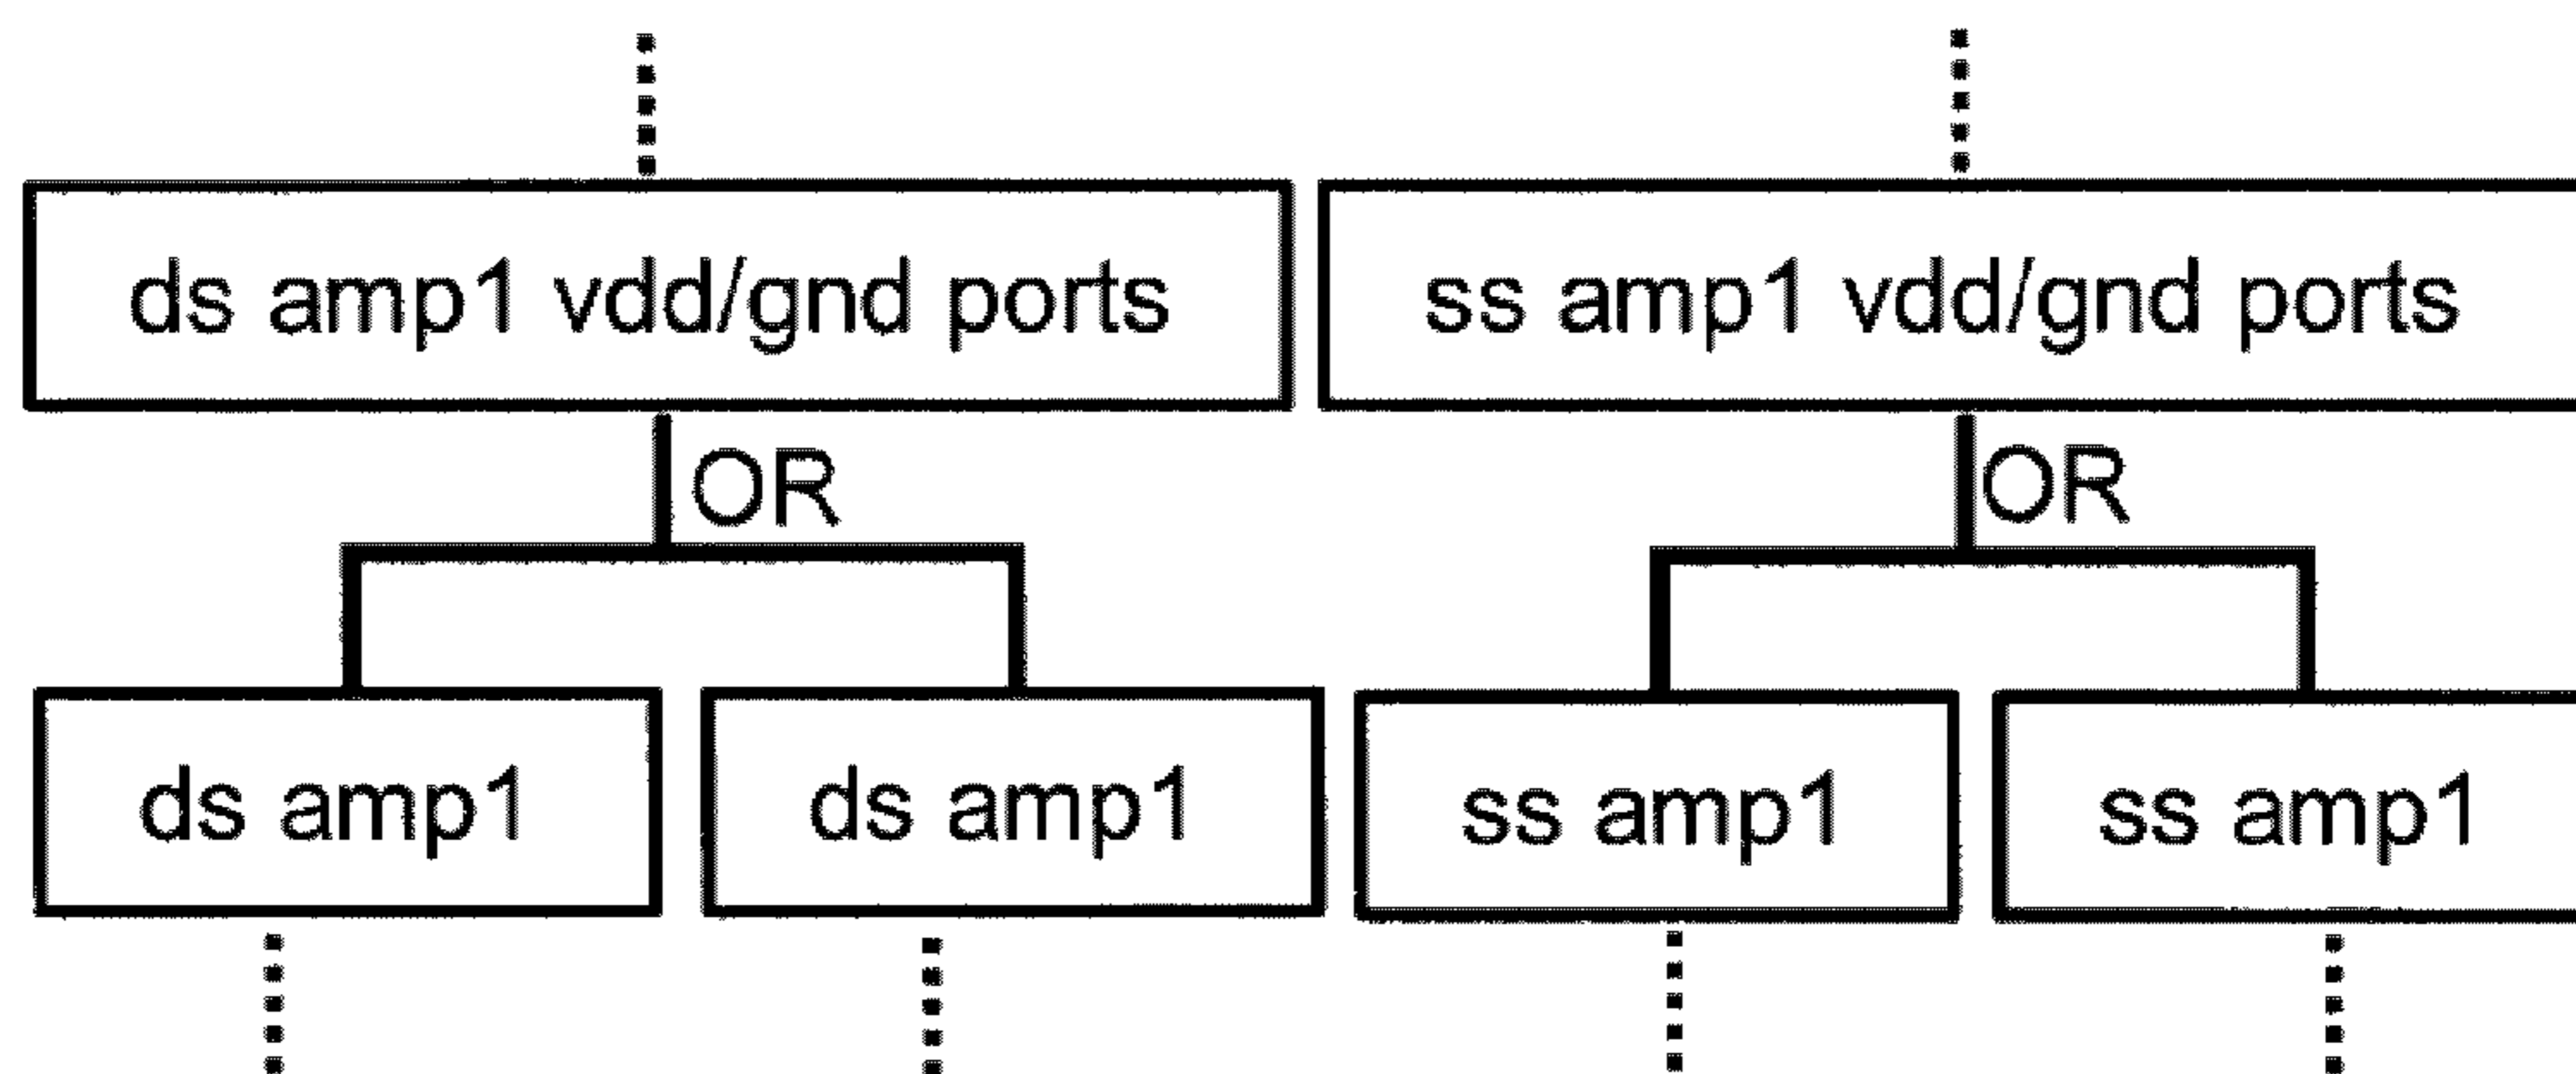 ds amp1 vdd/gnd ports
ss amp1 vdd/gnd ports
OR
OR
ds amp1
ds amp1
ss amp1
ss amp1